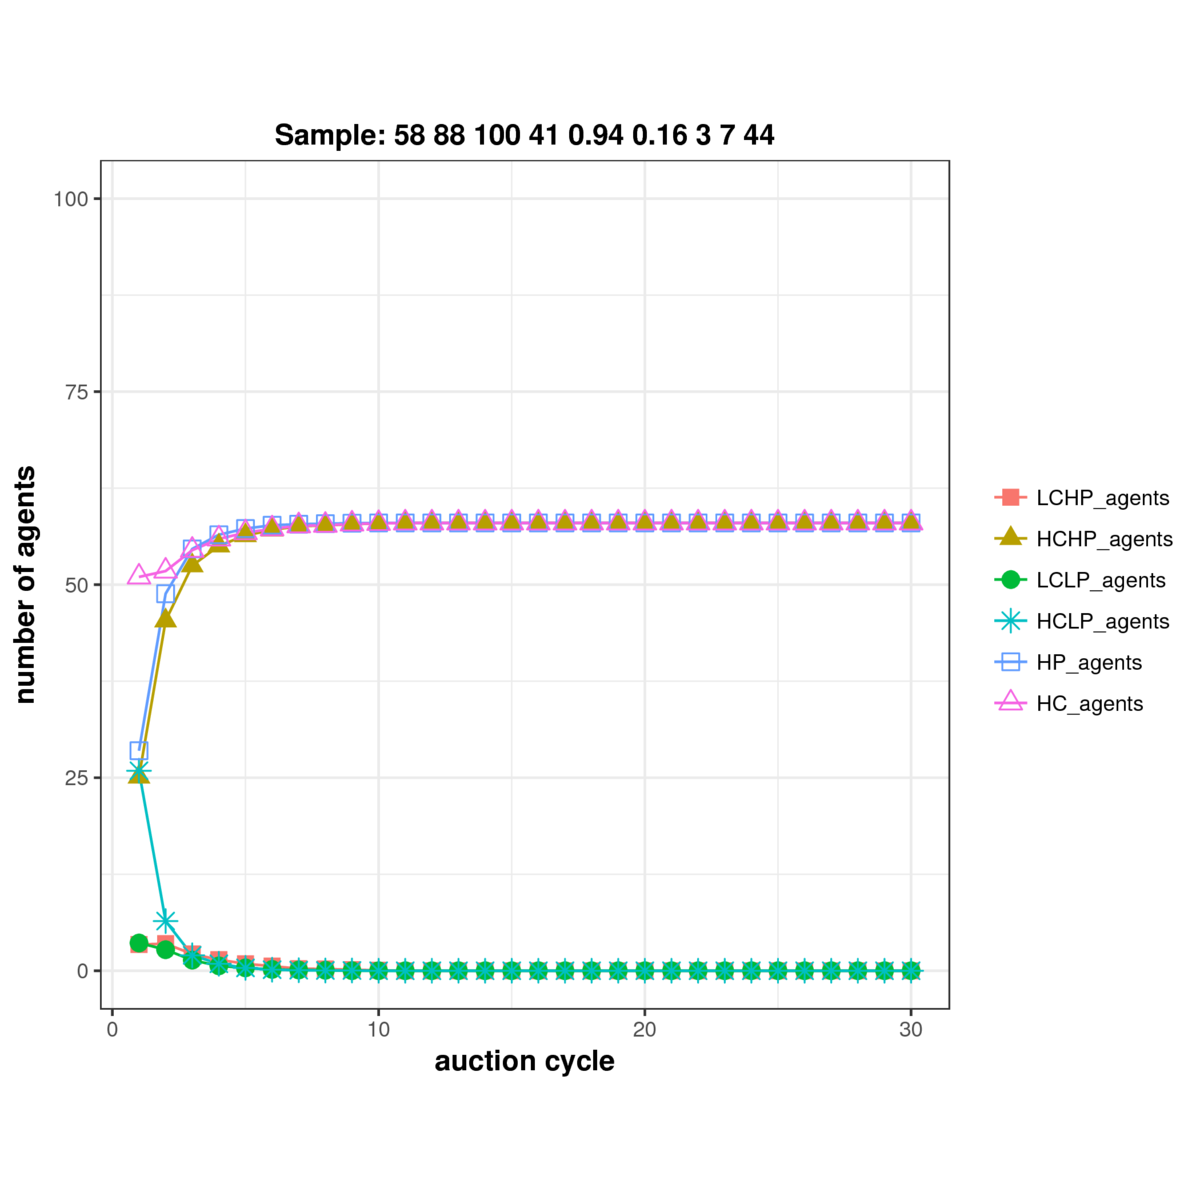 Sample: 58 88 100 41 0.94 0.16 3 7 44
number of agents
100
75
50
25
0
0 10 20 30
auction cycle
LCHP_agents
HCHP_agents
LCLP_agents
HCLP_agents
HP_agents
HC_agents